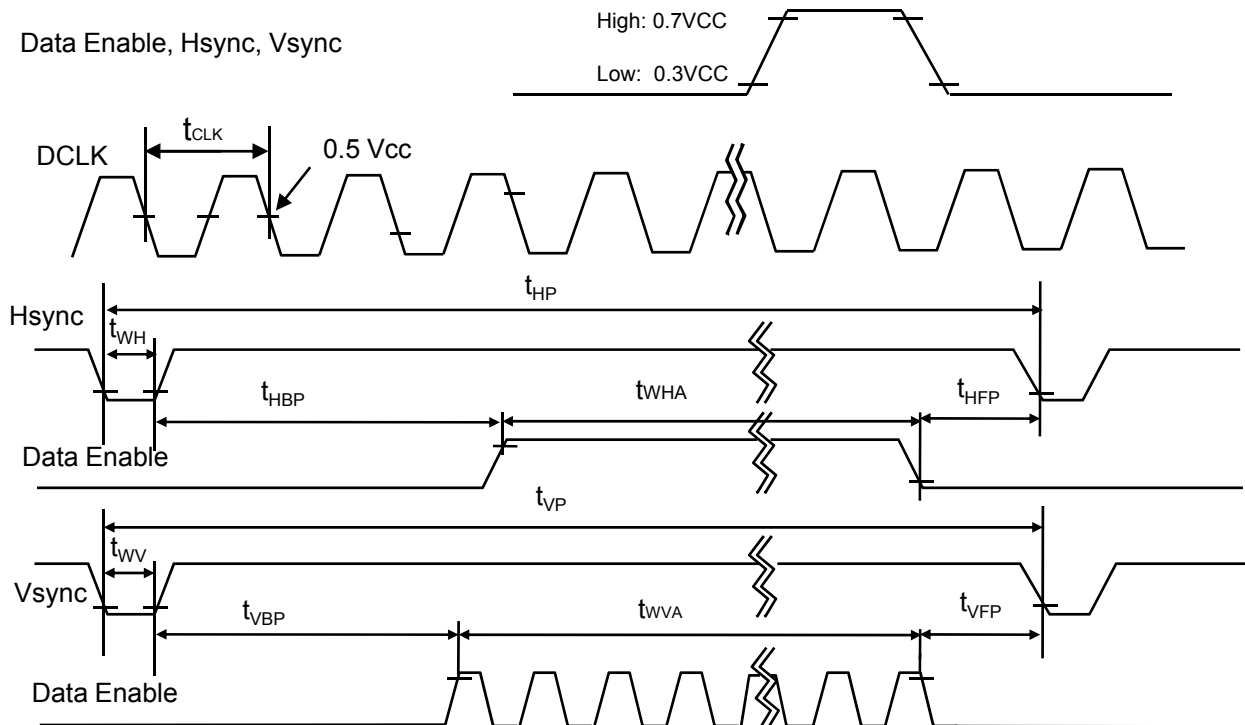 High: 0.7VCC
Data Enable, Hsync, Vsync
Low: 0.3VCC
tCLK
DCLK
0.5 Vcc
tHP
Hsync
tWH
tHBP
tWHA
tHFP
Data Enable
tVP
tWV
Vsync
tVBP
tWVA
tVFP
Data Enable